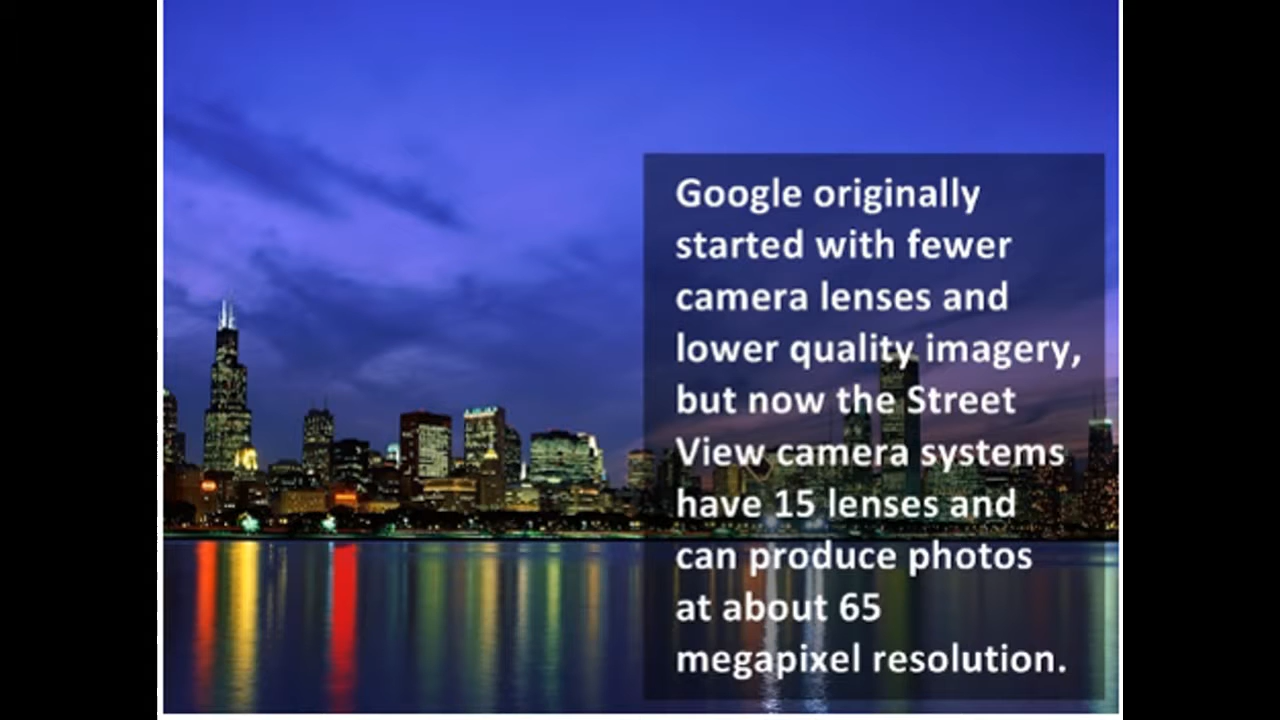 Google originally
started with fewer
camera lenses and
lower quality imagery,
but now the Street
View camera systems
have 15 lenses and
can produce photos
at about 65
megapixel resolution.